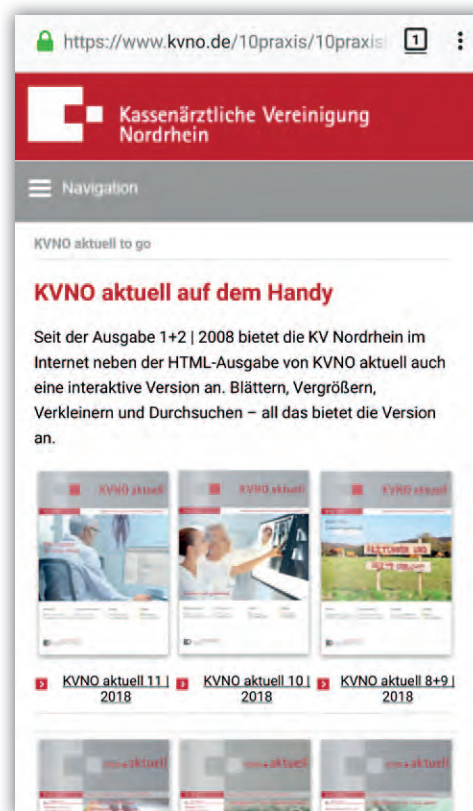 https://www.kvno.de/10praxis/10praxis
1
Kassenärztliche Vereinigung
Nordrhein
Navigation
KVNO aktuell to go
KVNO aktuell auf dem Handy
Seit der Ausgabe 1+2 | 2008 bietet die KV Nordrhein im
Internet neben der HTML-Ausgabe von KVNO aktuell auch
eine interaktive Version an. Blättern, Vergrößern,
Verkleinern und Durchsuchen – all das bietet die Version
an.
KVNO aktuell
KVNO aktuell
KVNO aktuell
KVNO aktuell 11 |
2018
KVNO aktuell 10 |
2018
KVNO aktuell 8+9 |
2018
aktuell
aktuell
aktuell